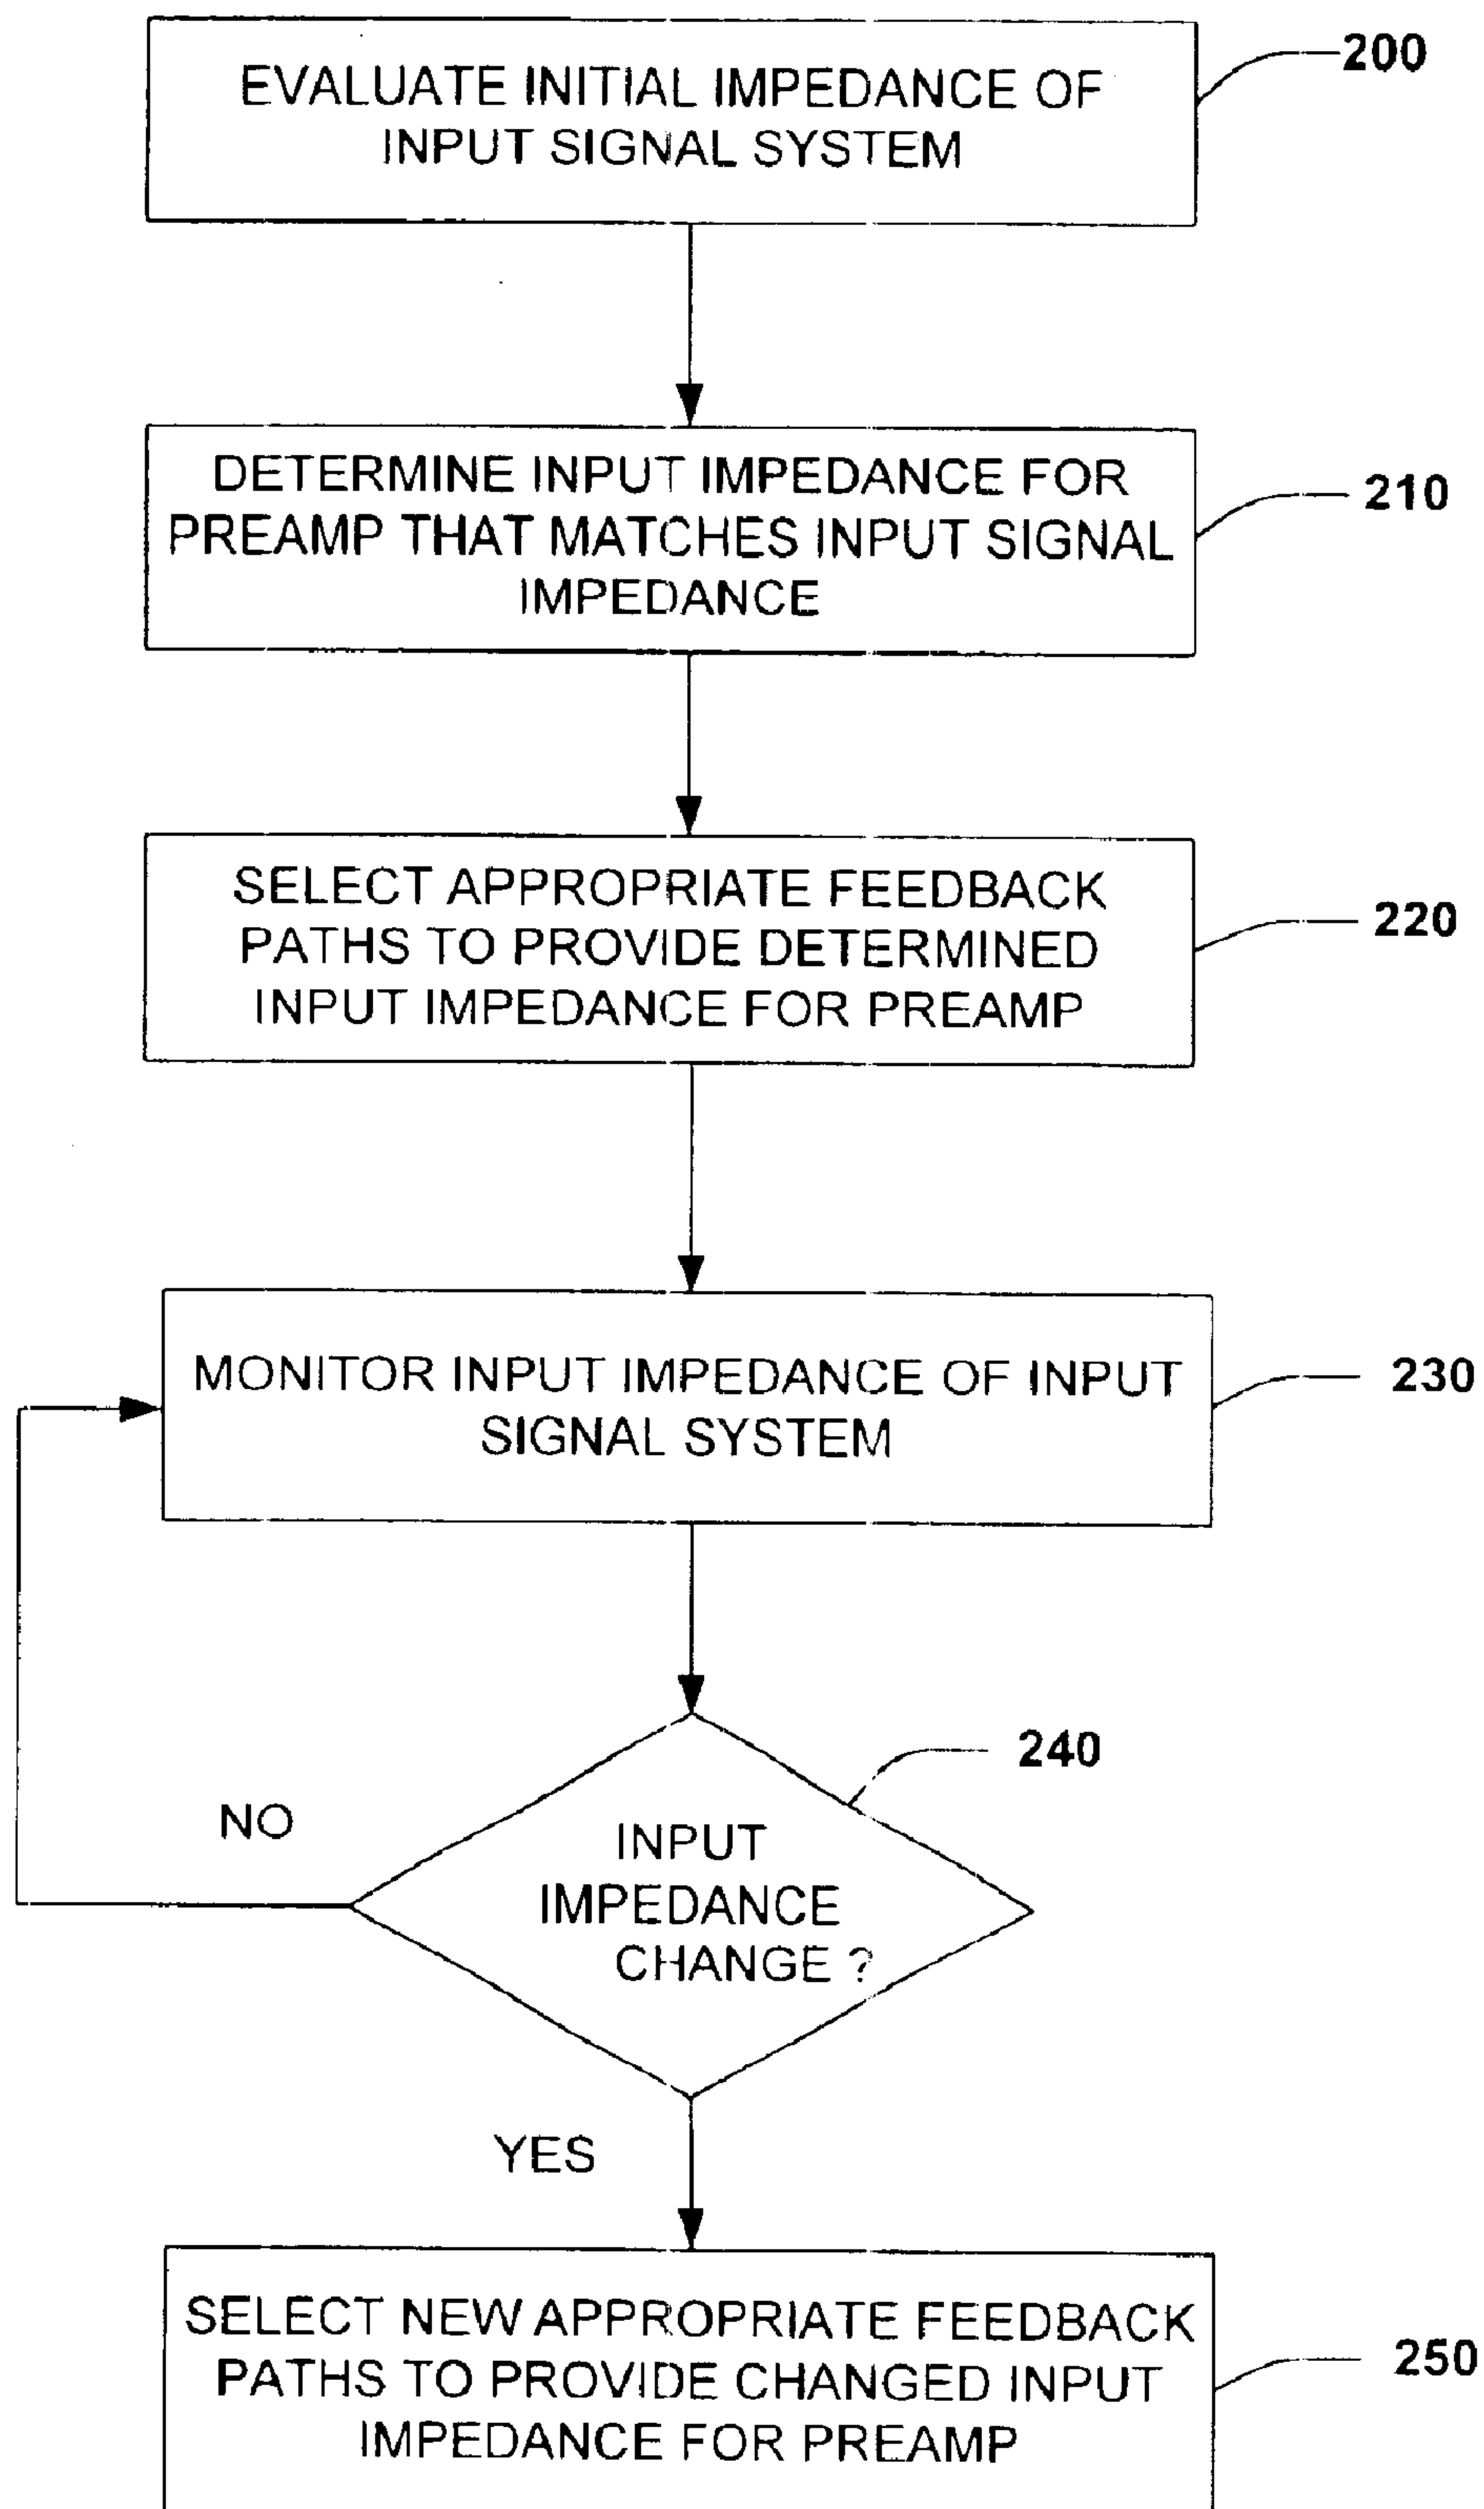 EVALUATE INITIAL IMPEDANCE OF
INPUT SIGNAL SYSTEM
200
DETERMINE INPUT IMPEDANCE FOR
PREAMP THAT MATCHES INPUT SIGNAL
IMPEDANCE
210
SELECT APPROPRIATE FEEDBACK
PATHS TO PROVIDE DETERMINED
INPUT IMPEDANCE FOR PREAMP
220
MONITOR INPUT IMPEDANCE OF INPUT
SIGNAL SYSTEM
230
240
NO
INPUT
IMPEDANCE
CHANGE ?
YES
SELECT NEW APPROPRIATE FEEDBACK
PATHS TO PROVIDE CHANGED INPUT
IMPEDANCE FOR PREAMP
250